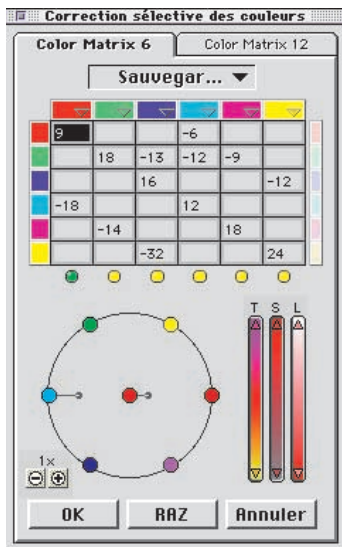 Correction sélective des couleurs
Color Matrix 6 Color Matrix 12
Sauvegar...
9 -6
18 -13 -12 -9
16 -12
-18 12
-14 18
-32 24
T S L
1×
OK RAZ Annuler